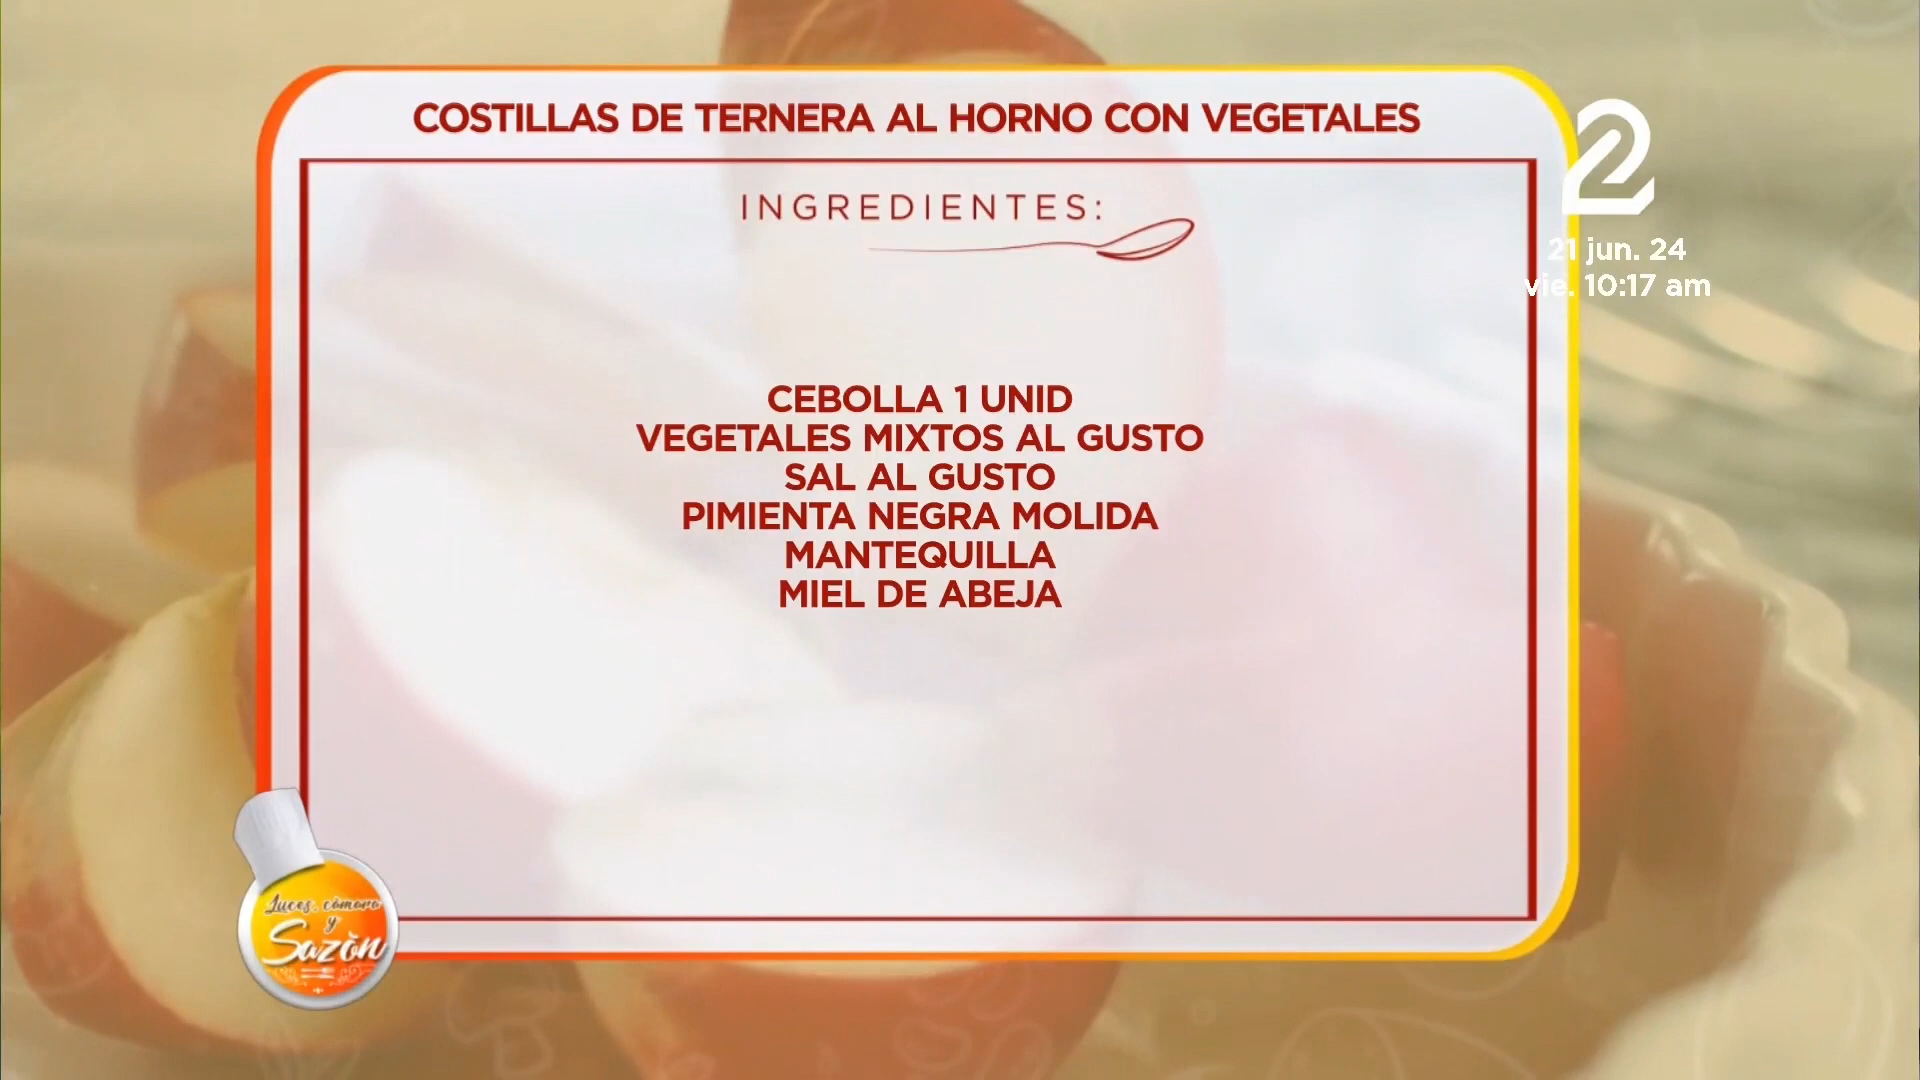 COSTILLAS DE TERNERA AL HORNO CON VEGETALES
INGREDIENTES:
2
21 jun. 24
vie. 10:17 am
CEBOLLA 1 UNID
VEGETALES MIXTOS AL GUSTO
SAL AL GUSTO
PIMIENTA NEGRA MOLIDA
MANTEQUILLA
MIEL DE ABEJA
Luces, cámara
y
Sazòn